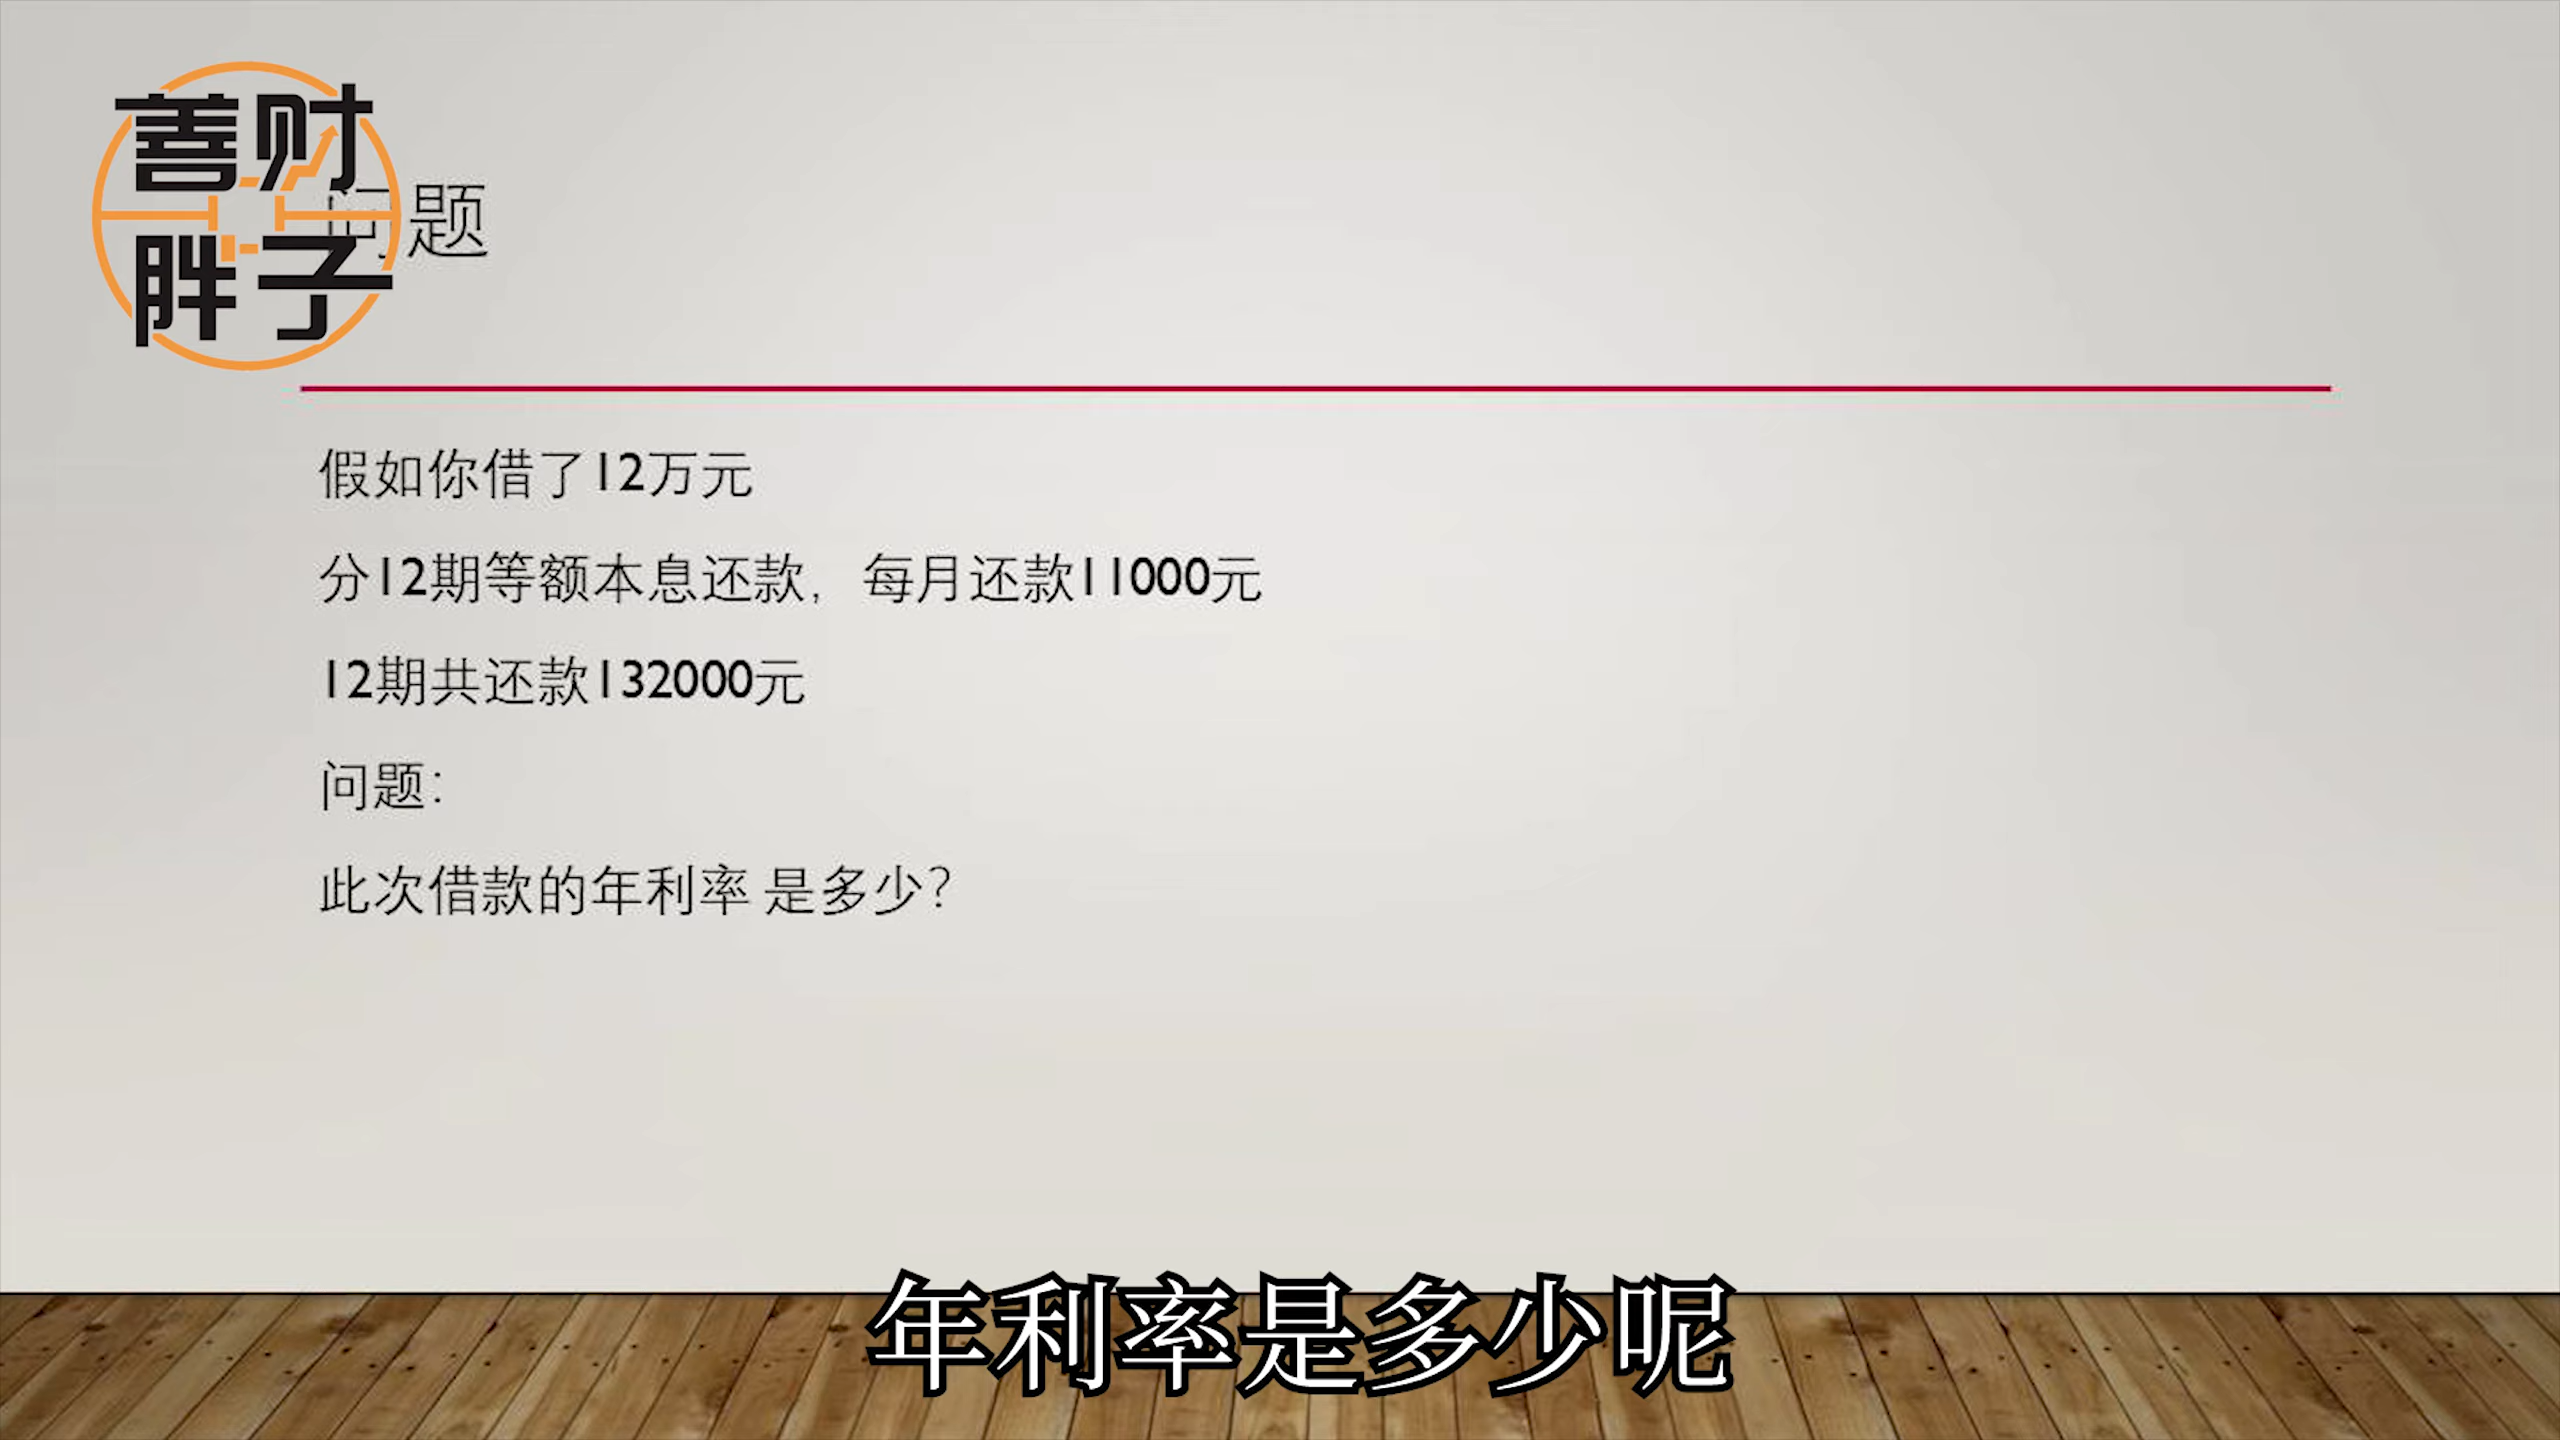 善财
胖子
问题
假如你借了12万元
分12期等额本息还款，每月还款11000元
12期共还款132000元
问题：
此次借款的年利率 是多少？
年利率是多少呢